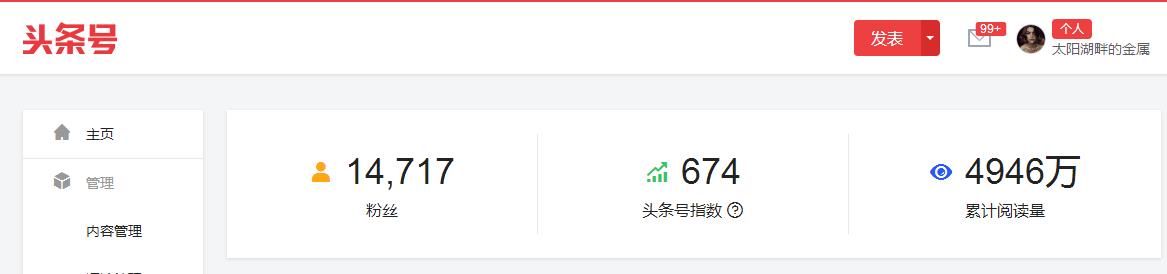 头条号
发表
99+
个人
太阳湖畔的金属
主页
管理
内容管理
14,717
粉丝
674
头条号指数
4946万
累计阅读量